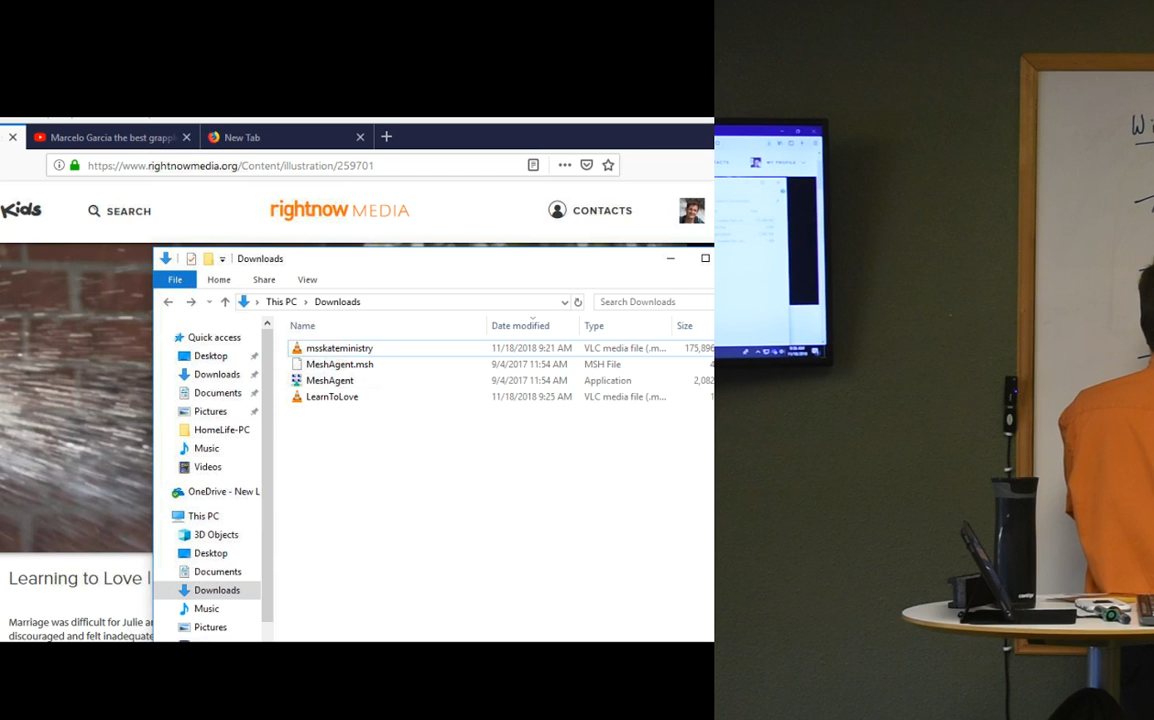 Marcelo Garcia the best grapp
New Tab
https://www.rightnowmedia.org/Content/illustration/259701
Kids SEARCH rightnow MEDIA CONTACTS
Downloads
File Home Share View
This PC > Downloads Search Downloads
Name Date modified Type Size
Quick access
Desktop
Downloads
Documents
Pictures
HomeLife-PC
Music
Videos
OneDrive - New L
This PC
3D Objects
Desktop
Documents
Downloads
Music
Pictures
msskateministry 11/18/2018 9:21 AM VLC media file (.m... 175,896
MeshAgent.msh 9/4/2017 11:54 AM MSH File
MeshAgent 9/4/2017 11:54 AM Application 2,082
LearnToLove 11/18/2018 9:25 AM VLC media file (.m...
Learning to Love
Marriage was difficult for Julie
discouraged and felt inadequate
MY PROFILE